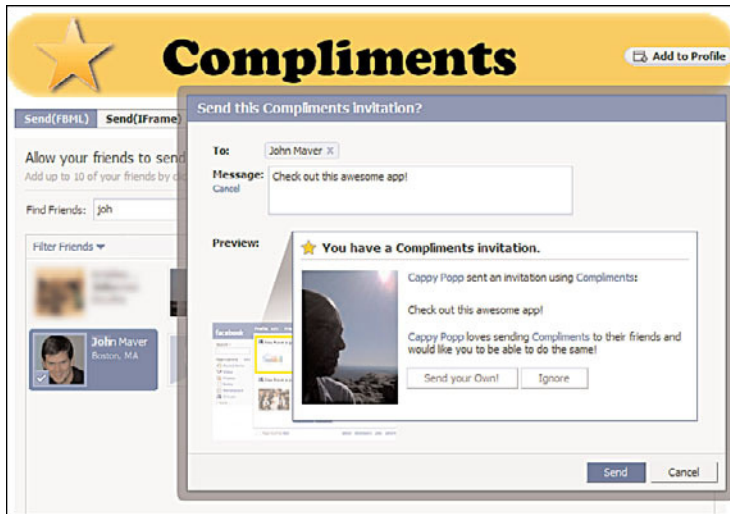 Compliments
Add to Profile
Send(FBML) Send(IFrame)
Allow your friends to send
Add up to 10 of your friends by
Find Friends: joh
Filter Friends
John Maver
Boston, MA
Send this Compliments invitation?
To: John Maver x
Message: Check out this awesome app!
Cancel
Preview:
You have a Compliments invitation.
Cappy Popp sent an invitation using Compliments:
Check out this awesome app!
Cappy Popp loves sending Compliments to their friends and
would like you to be able to do the same!
Send your Own! Ignore
facebook
Send Cancel